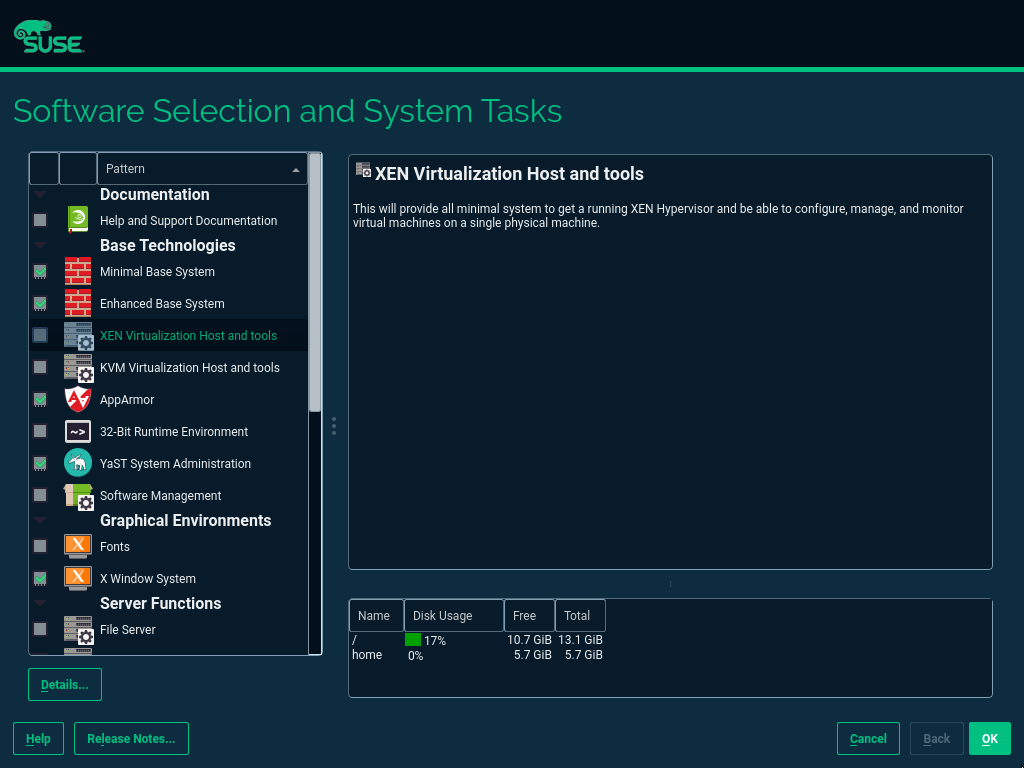 SUSE
Software Selection and System Tasks
Pattern
Documentation
Help and Support Documentation
Base Technologies
Minimal Base System
Enhanced Base System
XEN Virtualization Host and tools
KVM Virtualization Host and tools
AppArmor
~>
32-Bit Runtime Environment
YaST System Administration
Software Management
Graphical Environments
X
Fonts
X
X Window System
Server Functions
File Server
Details...
XEN Virtualization Host and tools
This will provide all minimal system to get a running XEN Hypervisor and be able to configure, manage, and monitor
virtual machines on a single physical machine.
Name Disk Usage Free Total
/ 17% 10.7 GiB 13.1 GiB
home 0% 5.7 GiB 5.7 GiB
Help Release Notes... Cancel Back OK